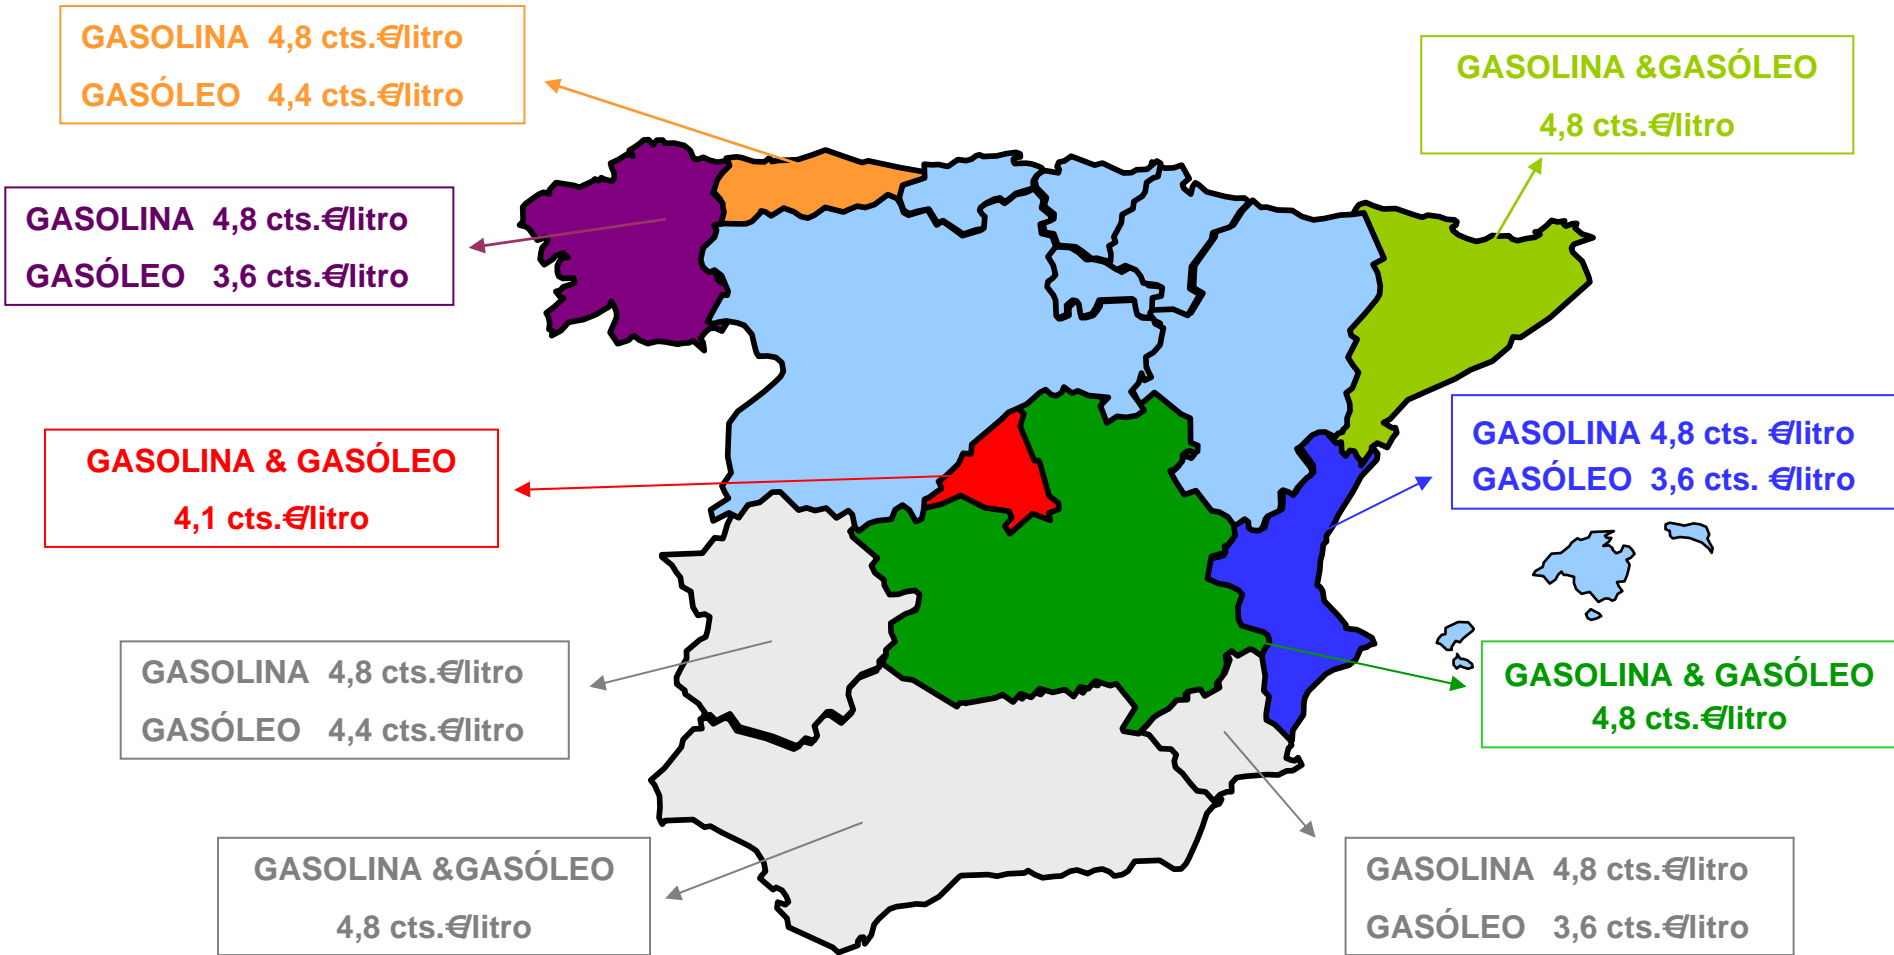 GASOLINA 4,8 cts.€/litro
GASÓLEO 4,4 cts.€/litro
GASOLINA &GASÓLEO
4,8 cts.€/litro
GASOLINA 4,8 cts.€/litro
GASÓLEO 3,6 cts.€/litro
GASOLINA 4,8 cts. €/litro
GASÓLEO 3,6 cts. €/litro
GASOLINA & GASÓLEO
4,1 cts.€/litro
GASOLINA 4,8 cts.€/litro
GASÓLEO 4,4 cts.€/litro
GASOLINA & GASÓLEO
4,8 cts.€/litro
GASOLINA &GASÓLEO
4,8 cts.€/litro
GASOLINA 4,8 cts.€/litro
GASÓLEO 3,6 cts.€/litro